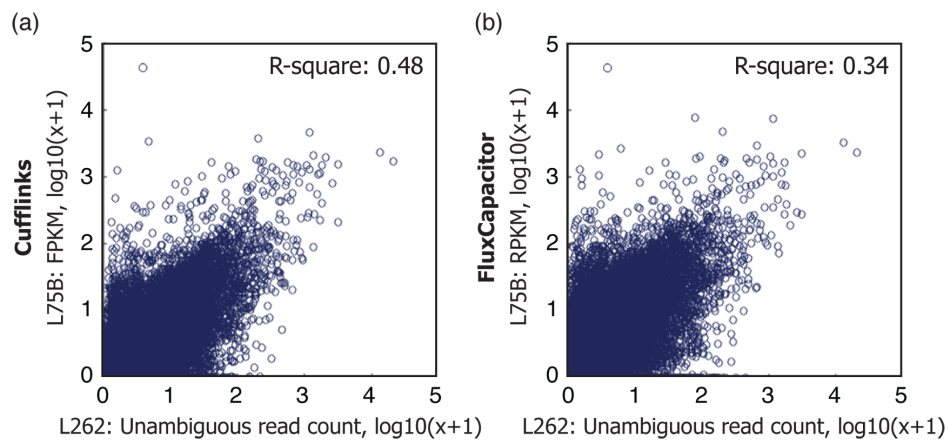 (a)
5
4
3
2
1
0
R-square: 0.48
Cufflinks
L75B: FPKM, log10(x+1)
0 1 2 3 4 5
L262: Unambiguous read count, log10(x+1)
(b)
5
4
3
2
1
0
R-square: 0.34
FluxCapacitor
L75B: RPKM, log10(x+1)
0 1 2 3 4 5
L262: Unambiguous read count, log10(x+1)